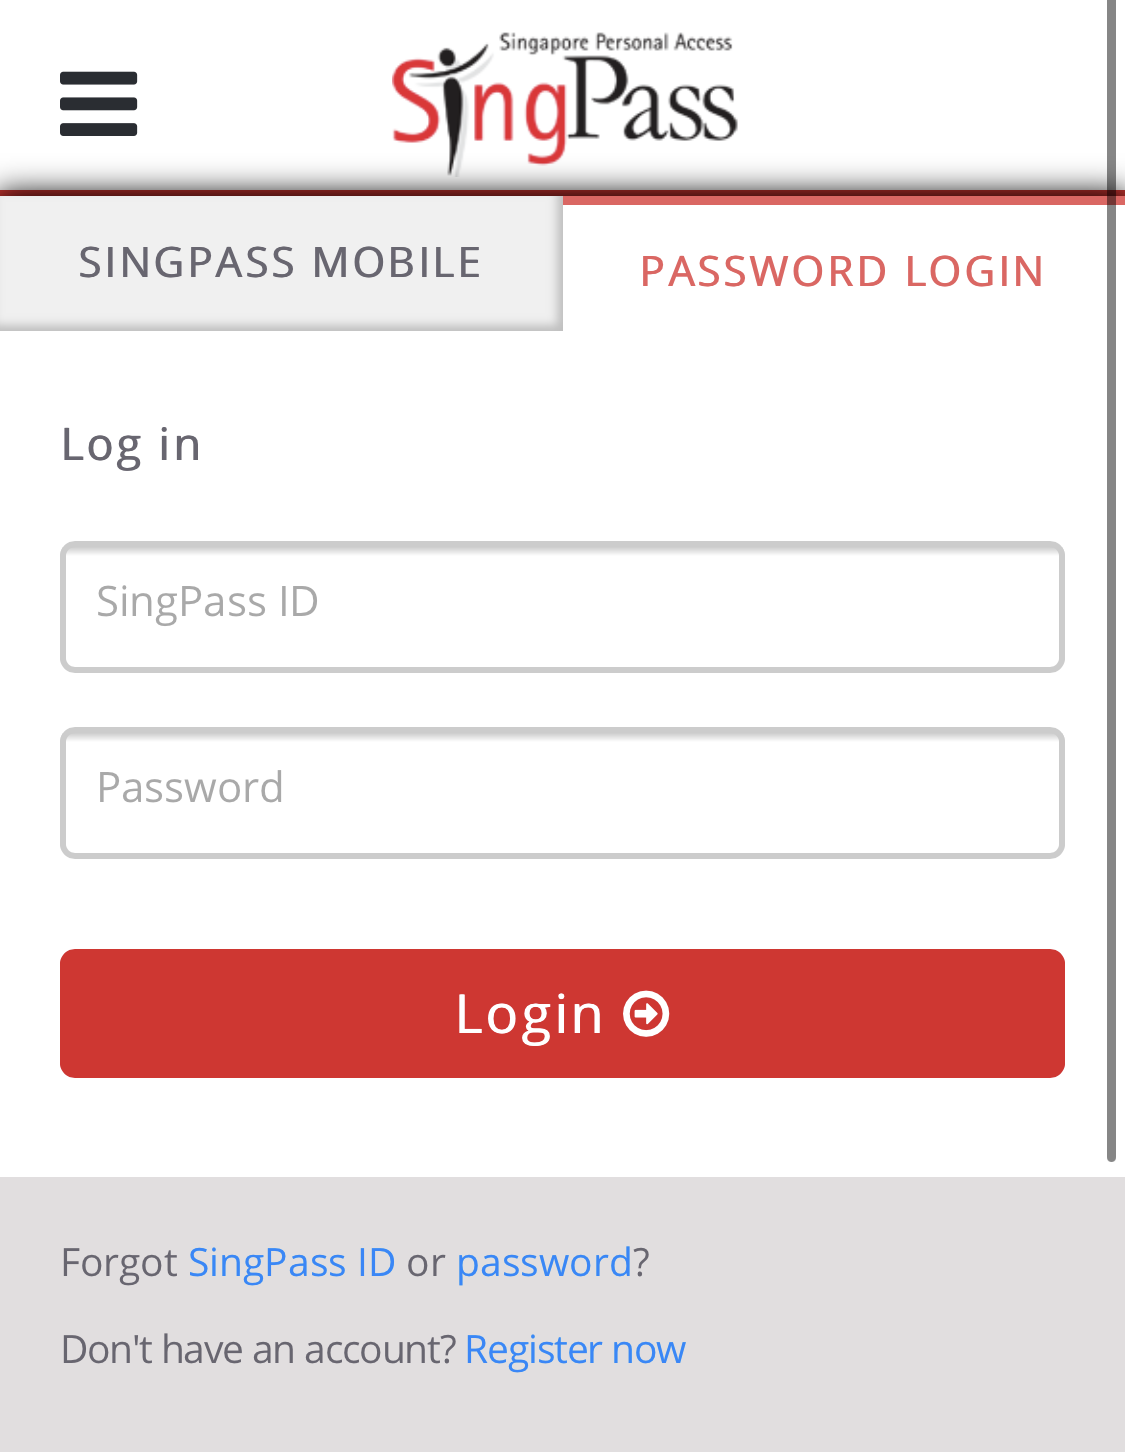 Singapore Personal Access
SingPass
SINGPASS MOBILE
PASSWORD LOGIN
Log in
SingPass ID
Password
Login
Forgot SingPass ID or password?
Don't have an account? Register now